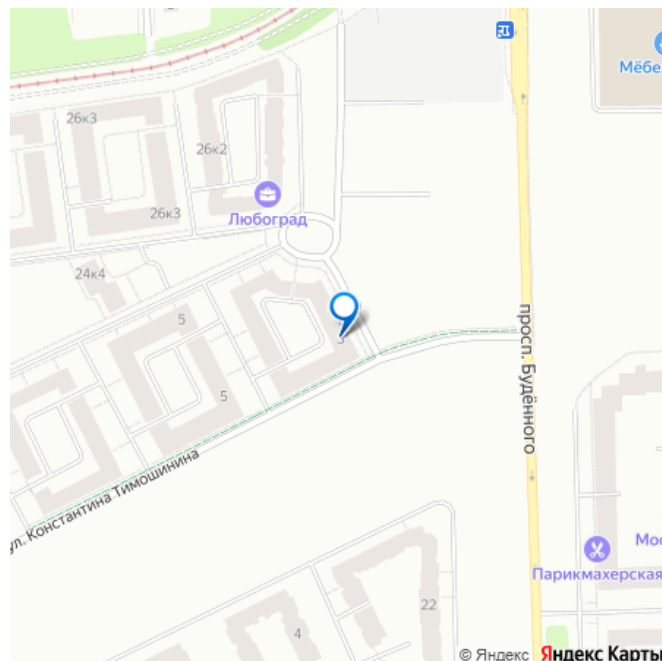 Мёбе
26к3
26к2
26к3
Любоград
24к4
5
3
5
просп. Будённого
ул. Константина Тимошинина
Мос
Парикмахерская
22
4
© Яндекс Яндекс Карты